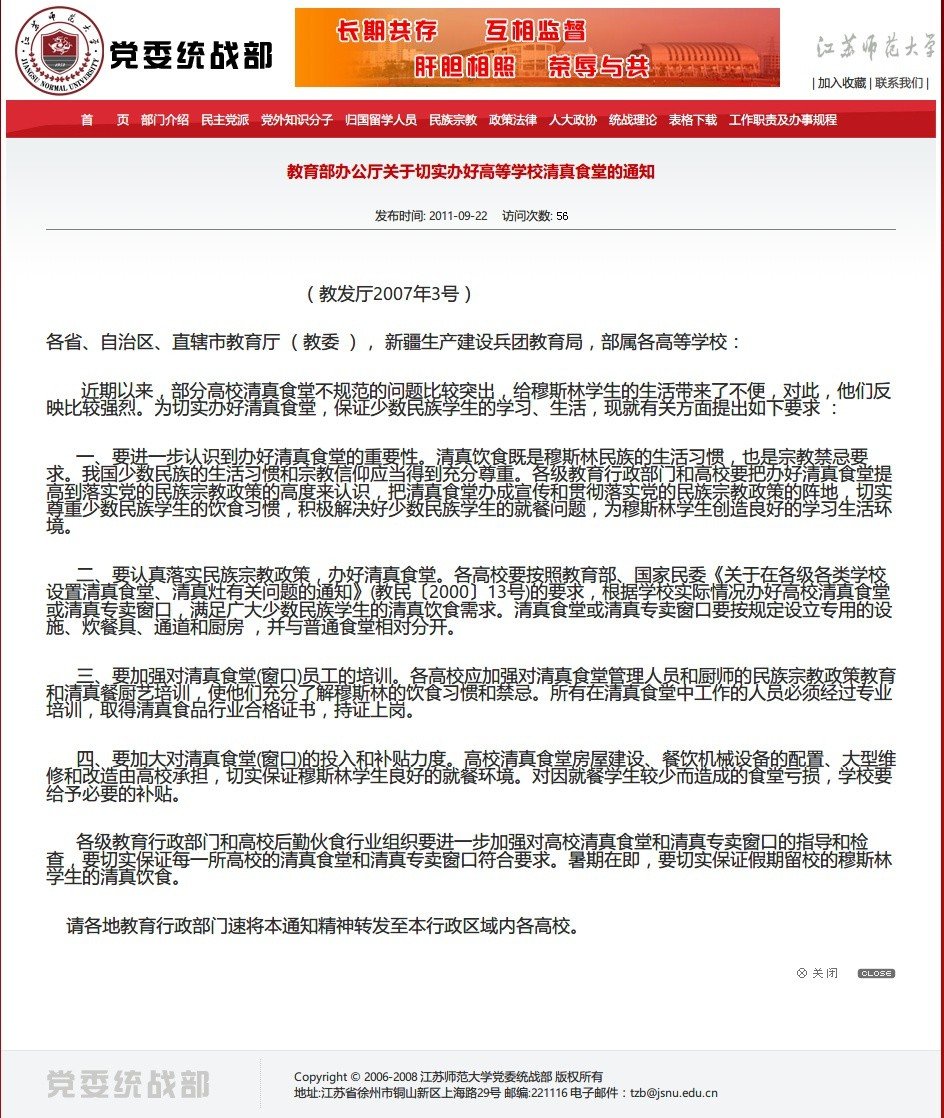 江苏师范大学
JIANGSU NORMAL UNIVERSITY
1952
党委统战部
长期共存 互相监督
肝胆相照 荣辱与共
江苏师范大学
| 加入收藏 | 联系我们 |
首 页 部门介绍 民主党派 党外知识分子 归国留学人员 民族宗教 政策法律 人大政协 统战理论 表格下载 工作职责及办事规程
教育部办公厅关于切实办好高等学校清真食堂的通知
发布时间: 2011-09-22 访问次数: 56
（ 教发厅2007年3号 ）
各省、自治区、直辖市教育厅 （ 教委 ），新疆生产建设兵团教育局，部属各高等学校：
近期以来，部分高校清真食堂不规范的问题比较突出，给穆斯林学生的生活带来了不便，对此，他们反
映比较强烈。为切实办好清真食堂，保证少数民族学生的学习、生活，现就有关方面提出如下要求 ：
一、要进一步认识到办好清真食堂的重要性。清真饮食既是穆斯林民族的生活习惯，也是宗教禁忌要
求。我国少数民族的生活习惯和宗教信仰应当得到充分尊重。各级教育行政部门和高校要把办好清真食堂提
高到落实党的民族宗教政策的高度来认识，把清真食堂办成宣传和贯彻落实党的民族宗教政策的阵地，切实
尊重少数民族学生的饮食习惯，积极解决好少数民族学生的就餐问题，为穆斯林学生创造良好的学习生活环
境。
二、要认真落实民族宗教政策，办好清真食堂。各高校要按照教育部、国家民委《关于在各级各类学校
设置清真食堂、清真灶有关问题的通知》(教民〔2000〕13号)的要求，根据学校实际情况办好高校清真食堂
或清真专卖窗口，满足广大少数民族学生的清真饮食需求。清真食堂或清真专卖窗口要按规定设立专用的设
施、炊餐具、通道和厨房 ，并与普通食堂相对分开。
三、要加强对清真食堂(窗口)员工的培训。各高校应加强对清真食堂管理人员和厨师的民族宗教政策教育
和清真餐厨艺培训，使他们充分了解穆斯林的饮食习惯和禁忌。所有在清真食堂中工作的人员必须经过专业
培训，取得清真食品行业合格证书，持证上岗。
四、要加大对清真食堂(窗口)的投入和补贴力度。高校清真食堂房屋建设、餐饮机械设备的配置、大型维
修和改造由高校承担，切实保证穆斯林学生良好的就餐环境。对因就餐学生较少而造成的食堂亏损，学校要
给予必要的补贴。
各级教育行政部门和高校后勤伙食行业组织要进一步加强对高校清真食堂和清真专卖窗口的指导和检
查，要切实保证每一所高校的清真食堂和清真专卖窗口符合要求。暑期在即，要切实保证假期留校的穆斯林
学生的清真饮食。
请各地教育行政部门速将本通知精神转发至本行政区域内各高校。
关闭 CLOSE
党委统战部
Copyright © 2006-2008 江苏师范大学党委统战部 版权所有
地址:江苏省徐州市铜山新区上海路29号 邮编:221116 电子邮件：tzb@jsnu.edu.cn